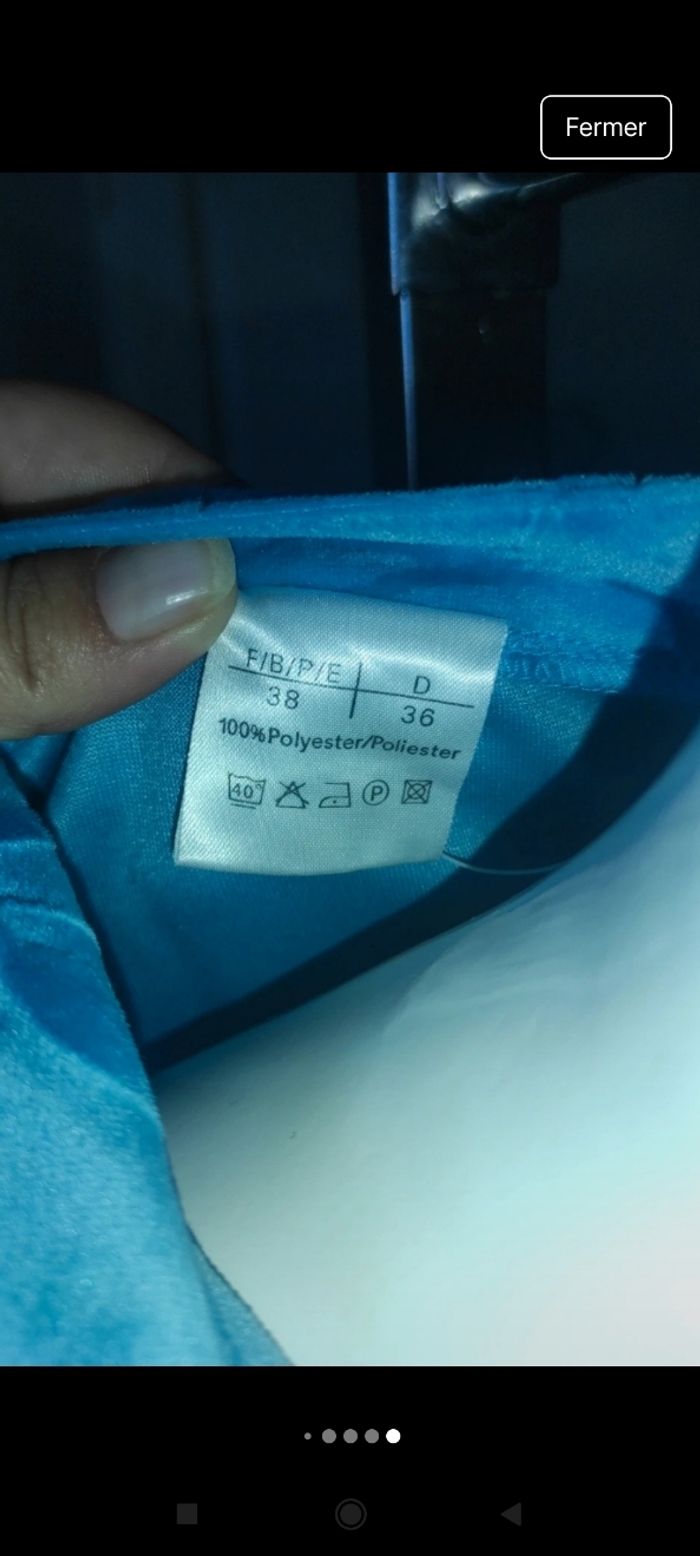 Fermer
F/B/P/E D
38 36
100%Polyester/Poliester
40° P